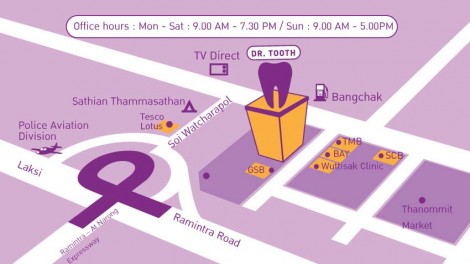 Office hours : Mon - Sat : 9.00 AM - 7.30 PM / Sun : 9.00 AM - 5.00PM
TV Direct
DR. TOOTH
Bangchak
Sathian Thammasathan
Tesco
Lotus
Soi Watcharapol
Police Aviation
Division
Laksi
TMB
BAY
SCB
GSB
Wuttisak Clinic
Thanommit
Market
Ramintra Road
Ramintra - At Narong
Expressway